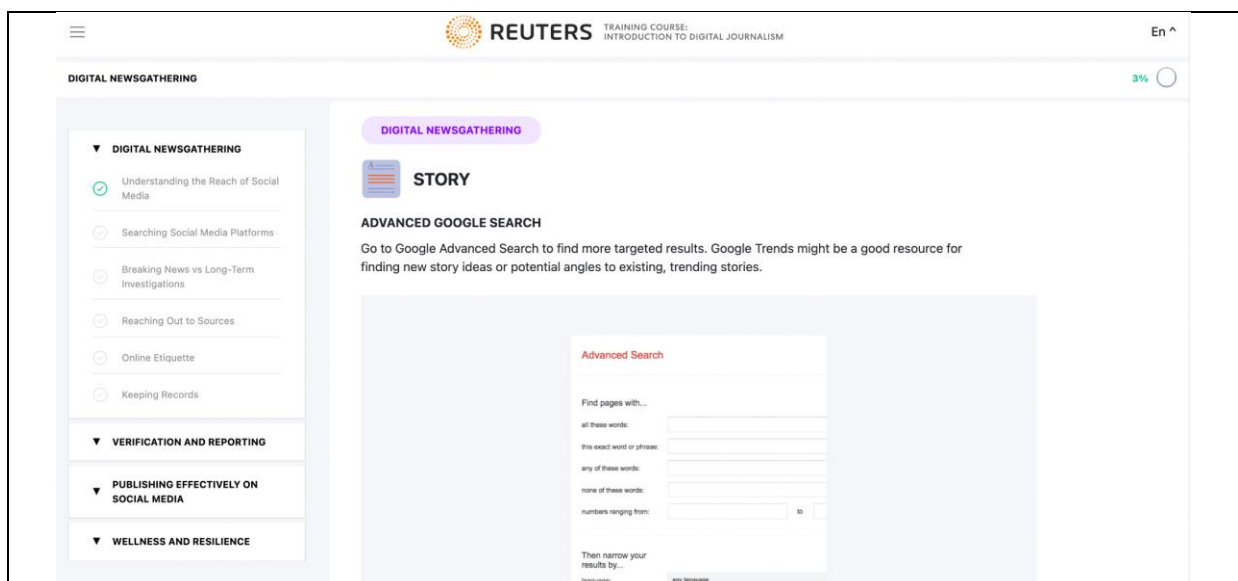 REUTERS
TRAINING COURSE:
INTRODUCTION TO DIGITAL JOURNALISM
En ^
DIGITAL NEWSGATHERING
3%
▼ DIGITAL NEWSGATHERING
Understanding the Reach of Social
Media
Searching Social Media Platforms
Breaking News vs Long-Term
Investigations
Reaching Out to Sources
Online Etiquette
Keeping Records
▼ VERIFICATION AND REPORTING
▼ PUBLISHING EFFECTIVELY ON
SOCIAL MEDIA
▼ WELLNESS AND RESILIENCE
DIGITAL NEWSGATHERING
STORY
ADVANCED GOOGLE SEARCH
Go to Google Advanced Search to find more targeted results. Google Trends might be a good resource for
finding new story ideas or potential angles to existing, trending stories.
Advanced Search
Find pages with...
all these words:
this exact word or phrase:
any of these words:
none of these words:
numbers ranging from: to
Then narrow your
results by...
language: any language